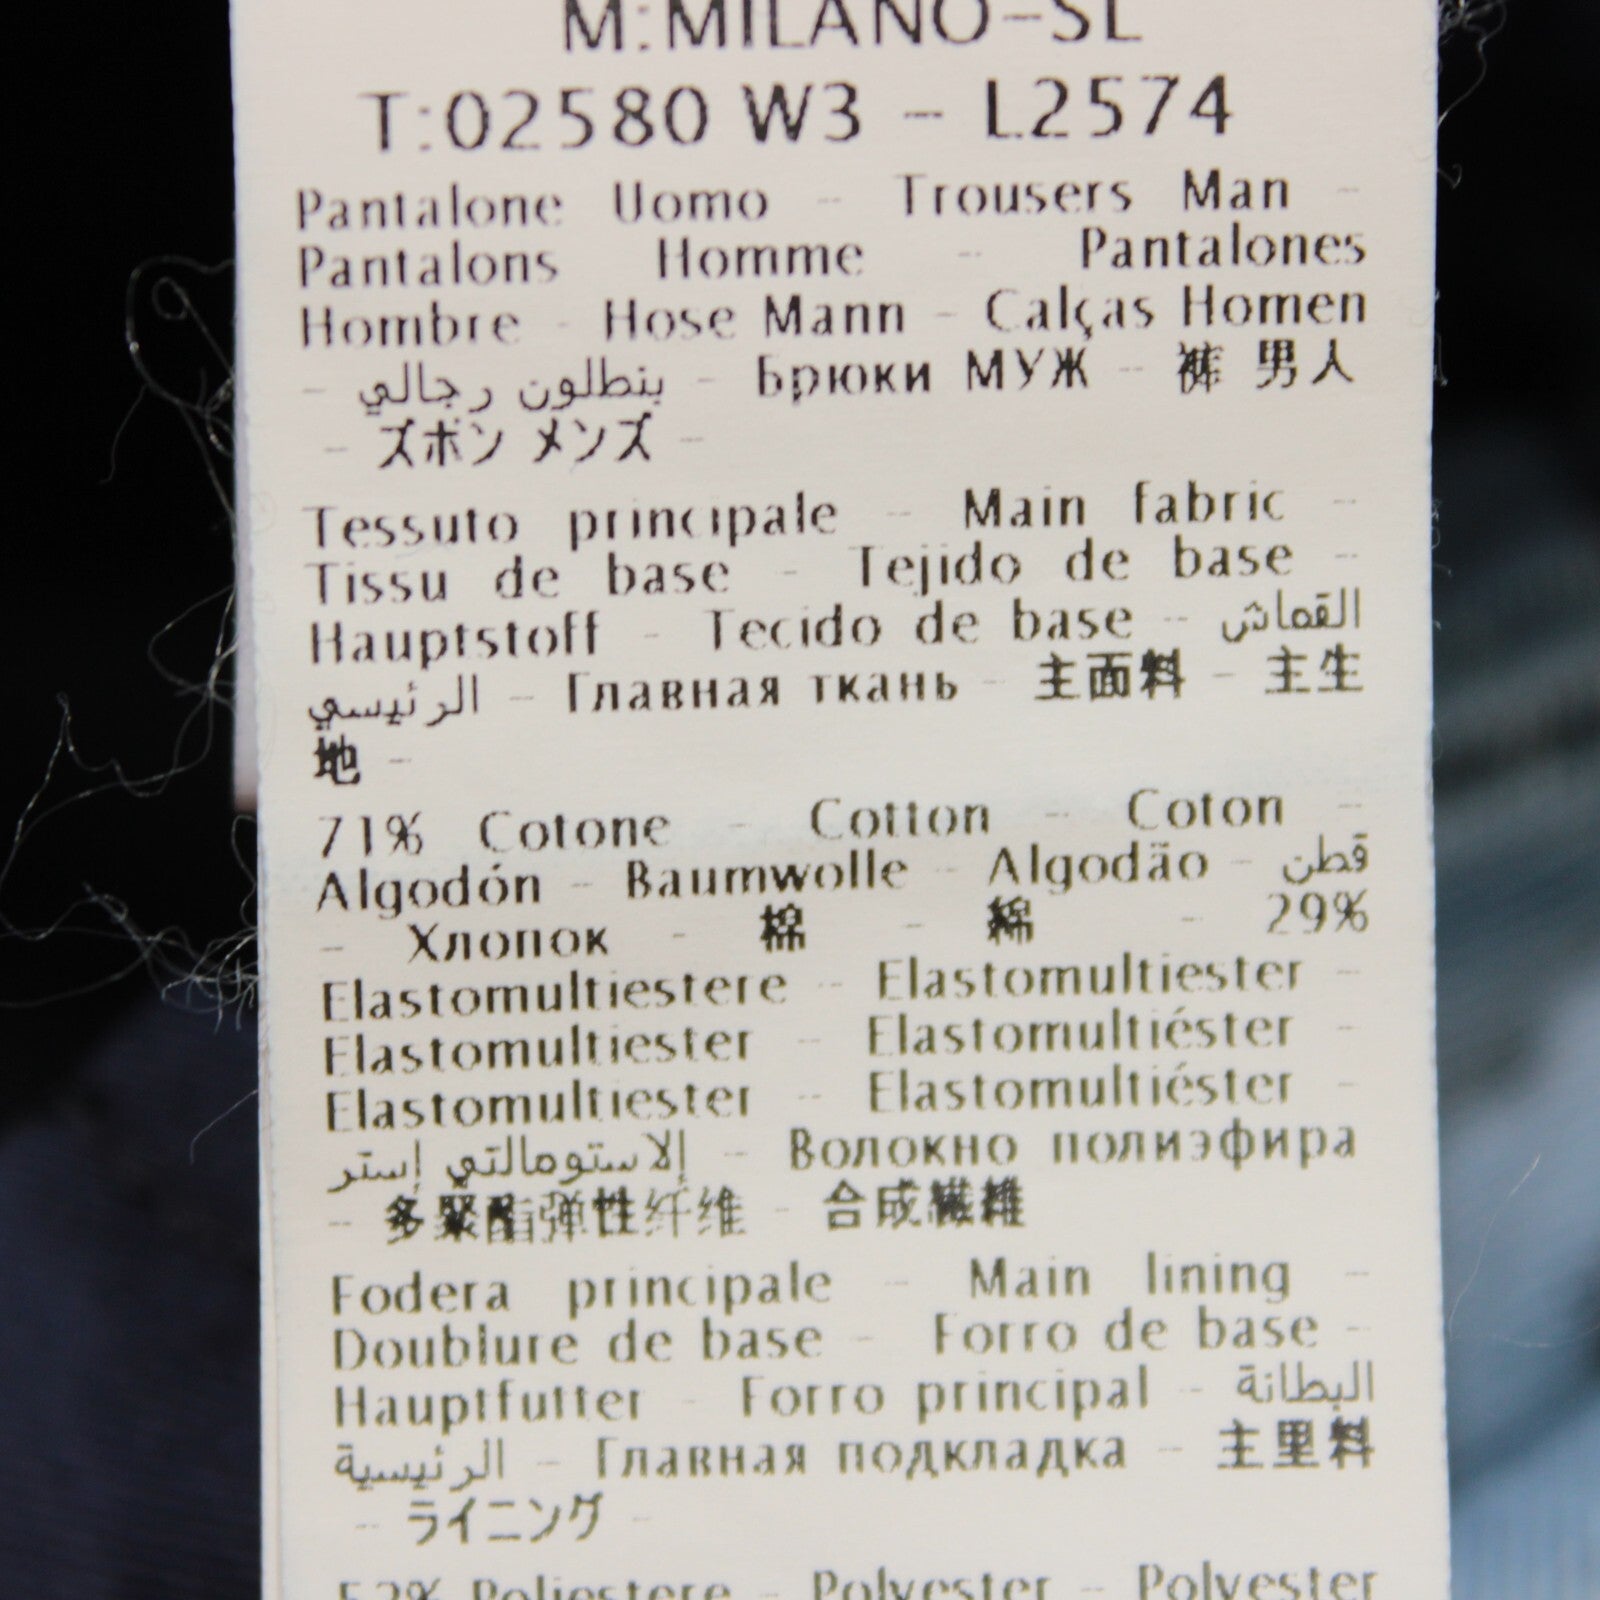 M:MILANO-SL
T:02580 W3 - L2574
Pantalone Uomo - Trousers Man -
Pantalons Homme - Pantalones
Hombre - Hose Mann - Calças Homen
- بنطلون رجالي - Брюки МУЖ - 裤 男人
- ズボン メンズ -
Tessuto principale - Main fabric -
Tissu de base - Tejido de base -
Hauptstoff - Tecido de base - القماش
الرئيسي - Главная ткань - 主面料 - 主生
地 -
71% Cotone - Cotton - Coton -
Algodón - Baumwolle - Algodão - قطن
- Хлопок - 棉 - 綿 - 29%
Elastomultiestere - Elastomultiester -
Elastomultiester - Elastomultiéster -
Elastomultiester - Elastomultiéster -
إلاستومالتي إستر - Волокно полиэфира
- 多聚酯弹性纤维 - 合成繊維
Fodera principale - Main lining -
Doublure de base - Forro de base -
Hauptfutter - Forro principal - البطانة
الرئيسية - Главная подкладка - 主里料
- ライニング -
52% Poliestere - Polyester - Polyester